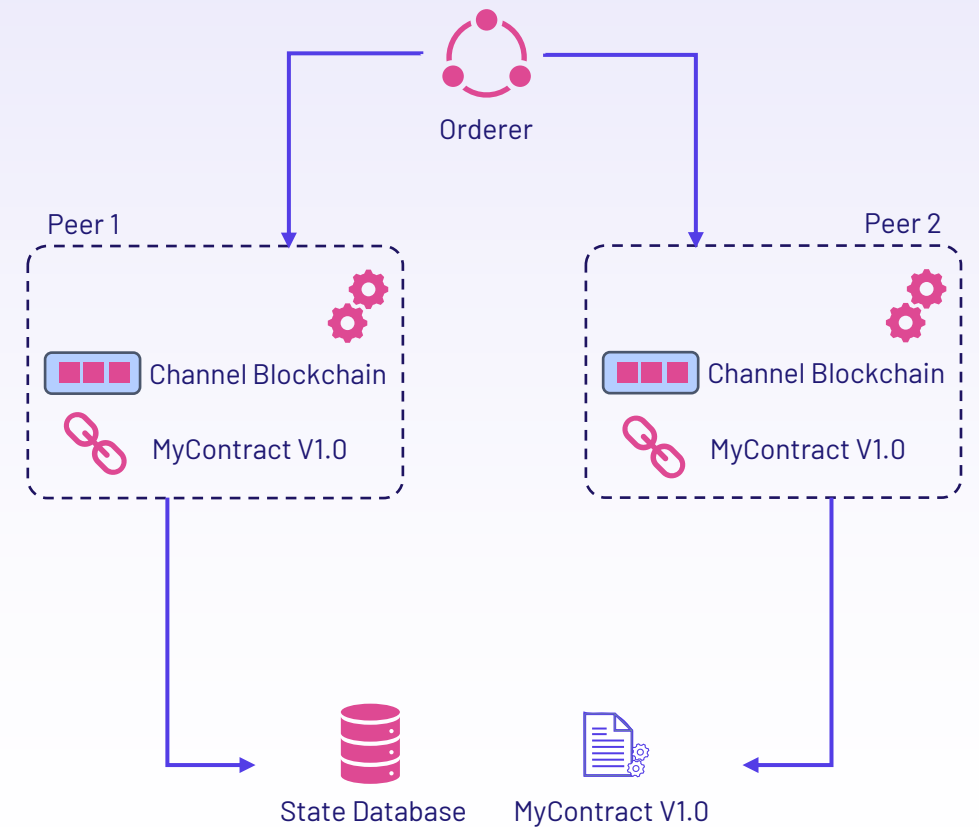 Orderer
Peer 1
Peer 2
Channel Blockchain
MyContract V1.0
Channel Blockchain
MyContract V1.0
State Database
MyContract V1.0